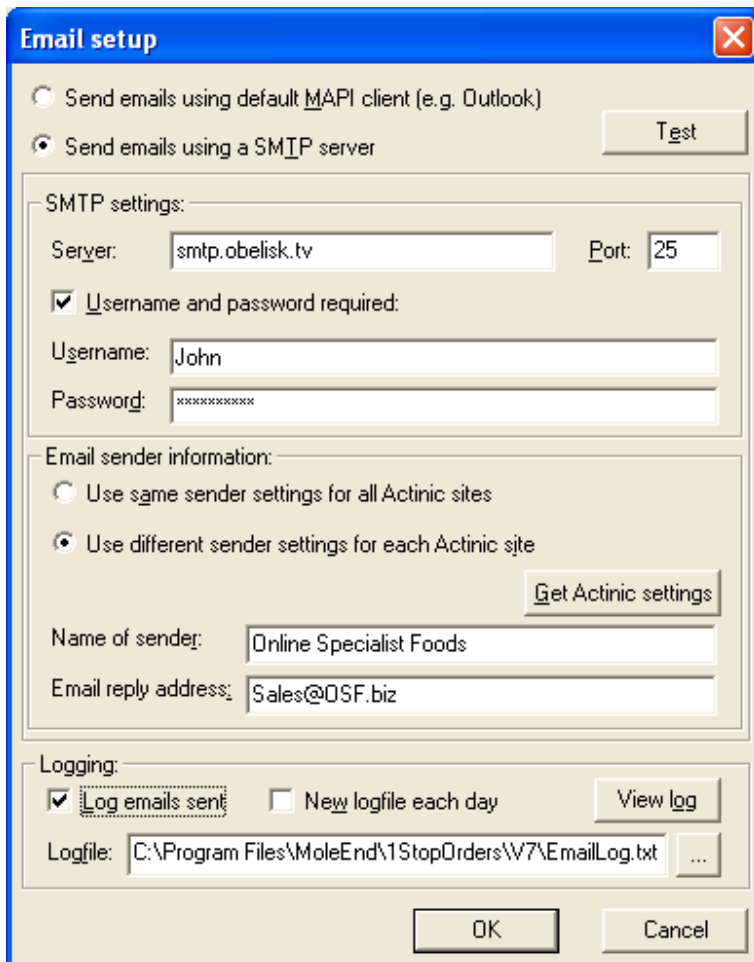 Email setup
Send emails using default MAPI client (e.g. Outlook)
Test
Send emails using a SMTP server
SMTP settings:
Server: smtp.obelisk.tv Port: 25
Username and password required:
Username: John
Password: **********
Email sender information:
Use same sender settings for all Actinic sites
Use different sender settings for each Actinic site
Get Actinic settings
Name of sender: Online Specialist Foods
Email reply address: Sales@OSF.biz
Logging:
Log emails sent New logfile each day View log
Logfile: C:\Program Files\MoleEnd\1StopOrders\V7\EmailLog.txt ...
OK Cancel